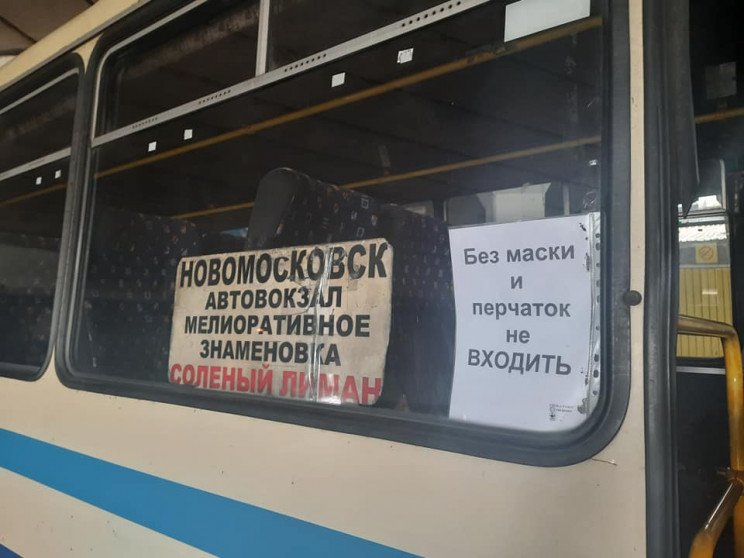 НОВОМОСКОВСК
АВТОВОКЗАЛ
МЕЛИОРАТИВНОЕ
ЗНАМЕНОВКА
СОЛЕНЫЙ ЛИМАН
Без маски
и
перчаток
не
ВХОДИТЬ